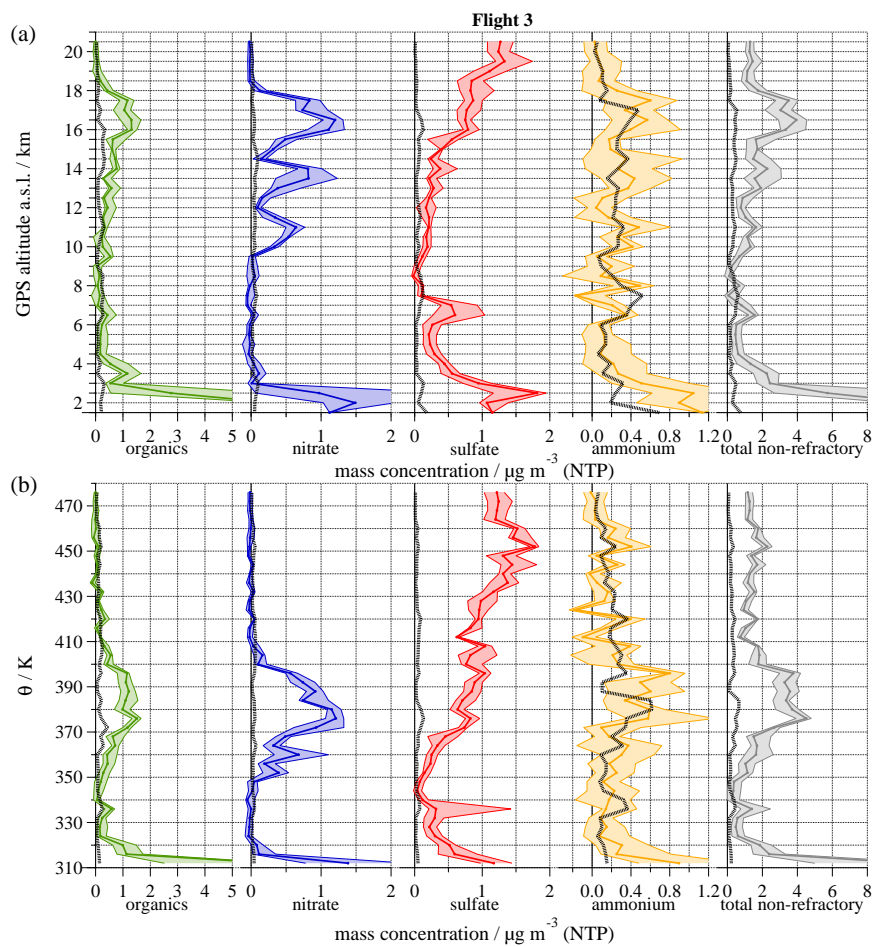 Flight 3
(a)
20
18
17
16
14
13
12
10
9
8
6
5
4
2
GPS altitude a.s.l. / km
0 1 2 3 4 5
0 1 2
0 1 2
0.0 0.4 0.8 1.2
0 2 4 6 8
organics nitrate sulfate ammonium total non-refractory
mass concentration / µg m⁻³ (NTP)
(b)
470
450
430
410
390
370
350
330
310
θ / K
0 1 2 3 4 5
0 1 2
0 1 2
0.0 0.4 0.8 1.2
0 2 4 6 8
organics nitrate sulfate ammonium total non-refractory
mass concentration / µg m⁻³ (NTP)